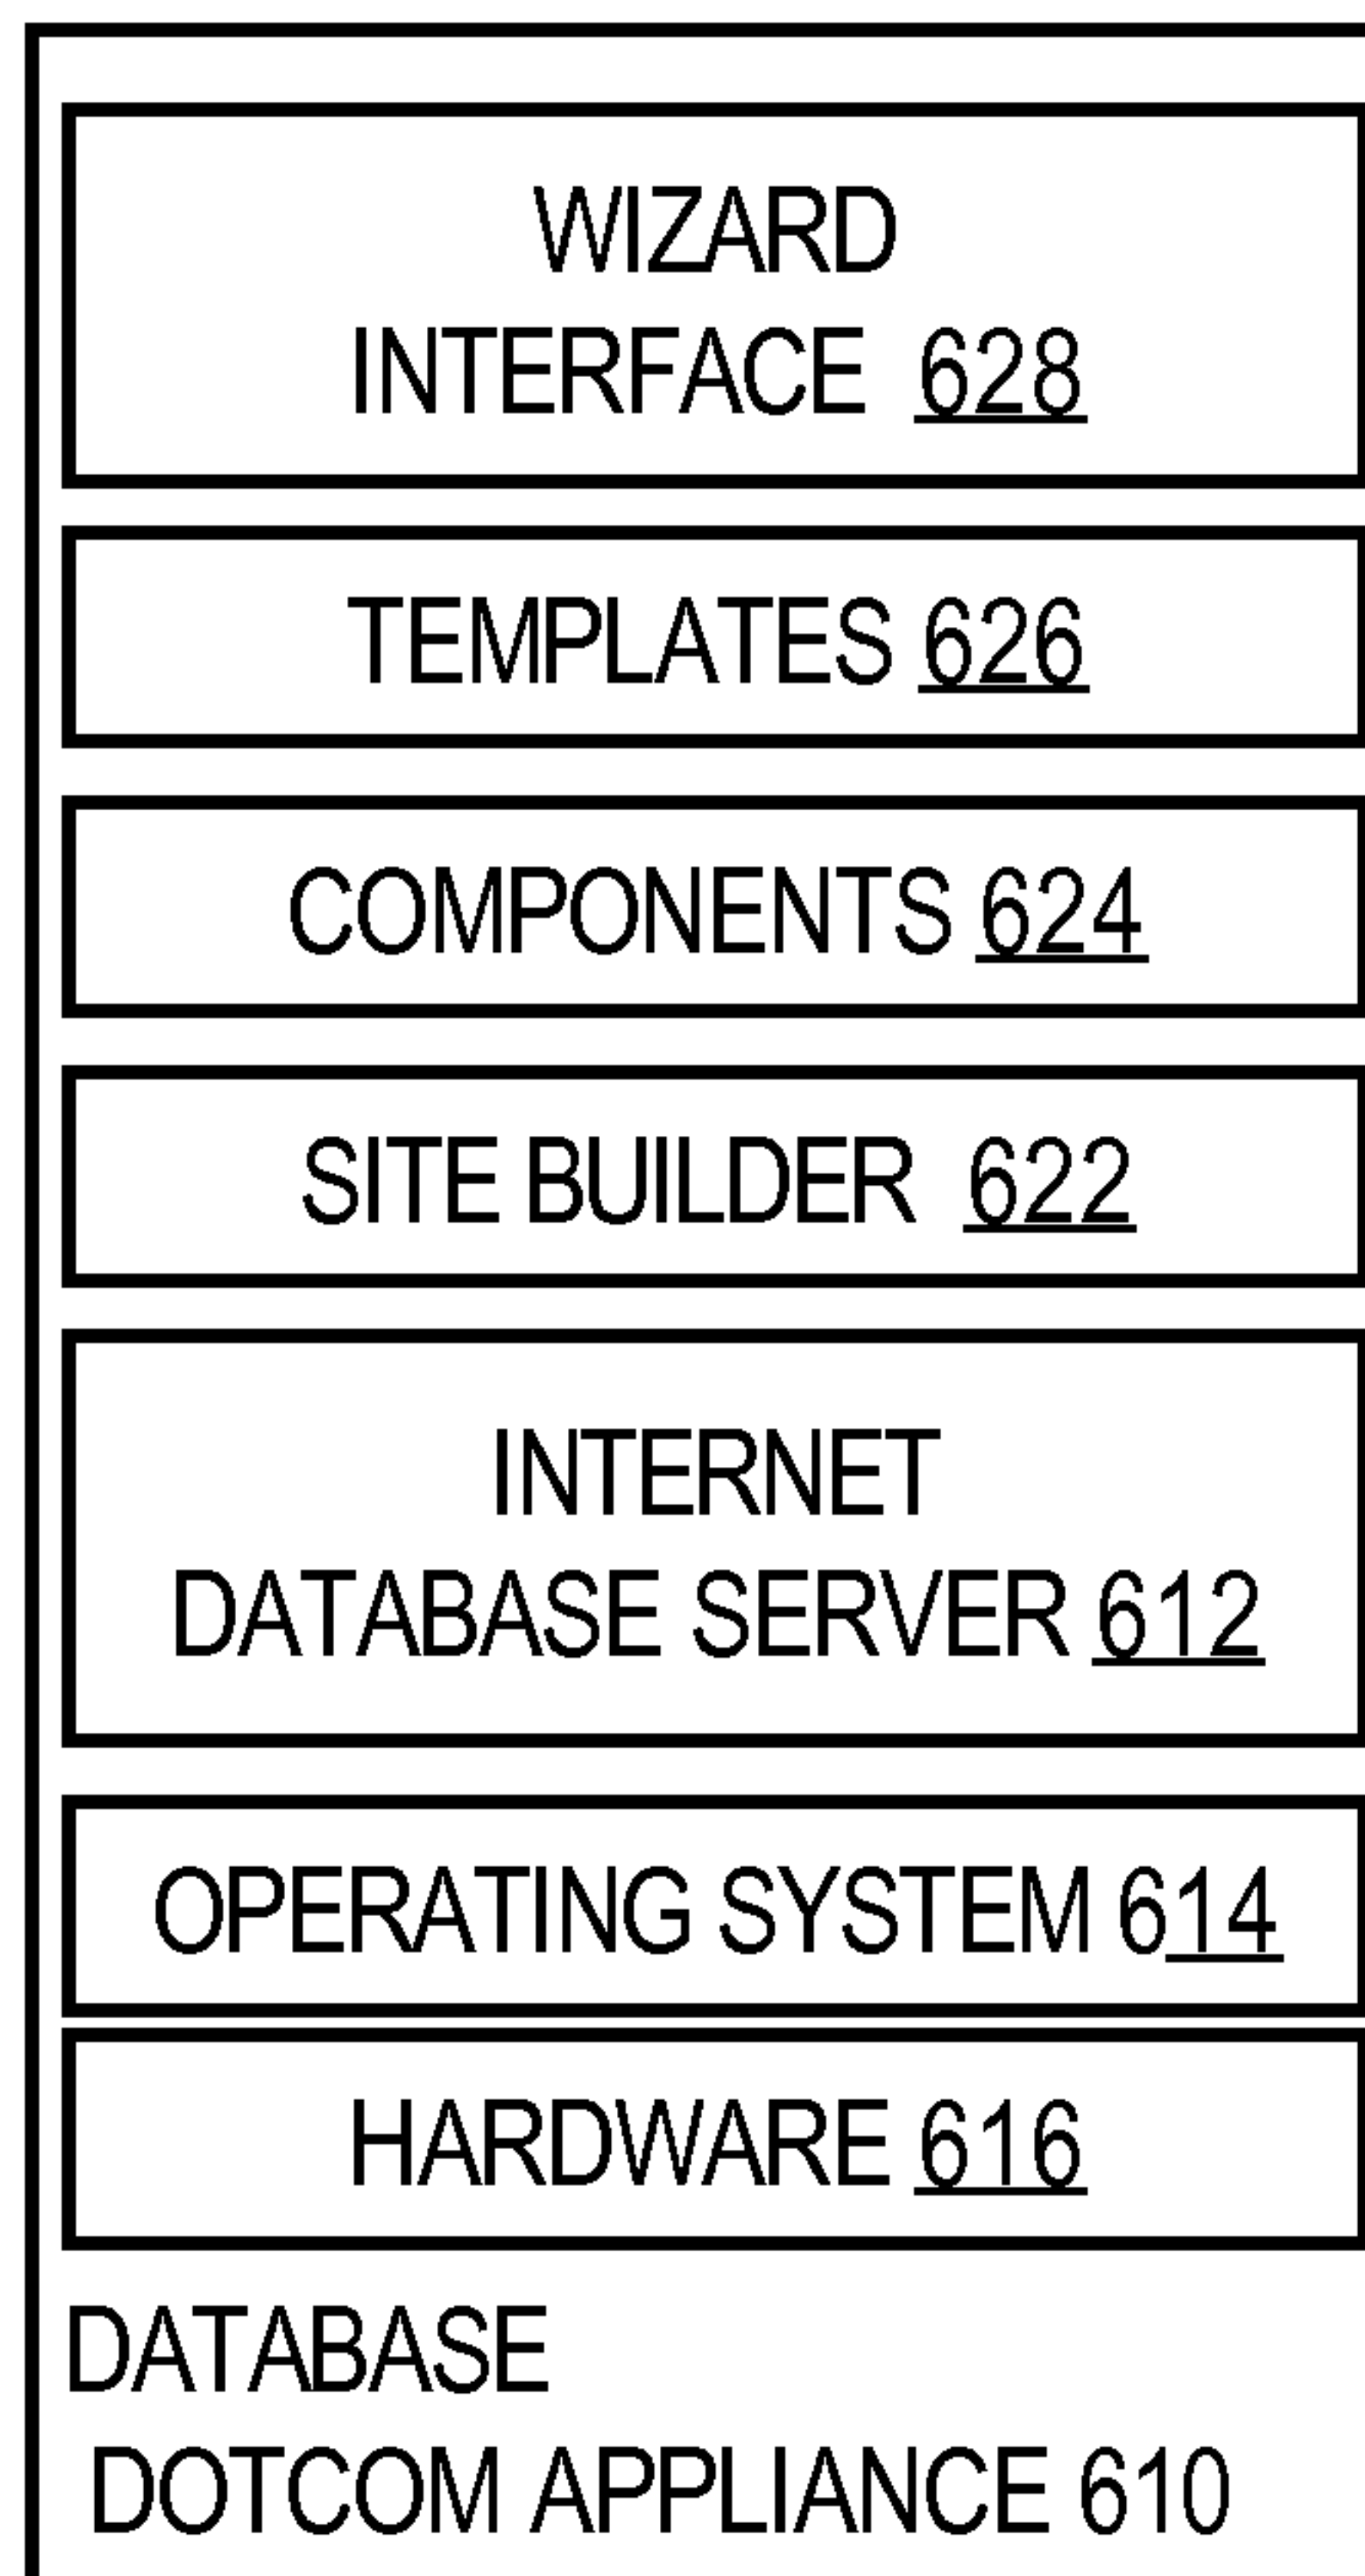 WIZARD
INTERFACE 628
TEMPLATES 626
COMPONENTS 624
SITE BUILDER 622
INTERNET
DATABASE SERVER 612
OPERATING SYSTEM 614
HARDWARE 616
DATABASE
DOTCOM APPLIANCE 610